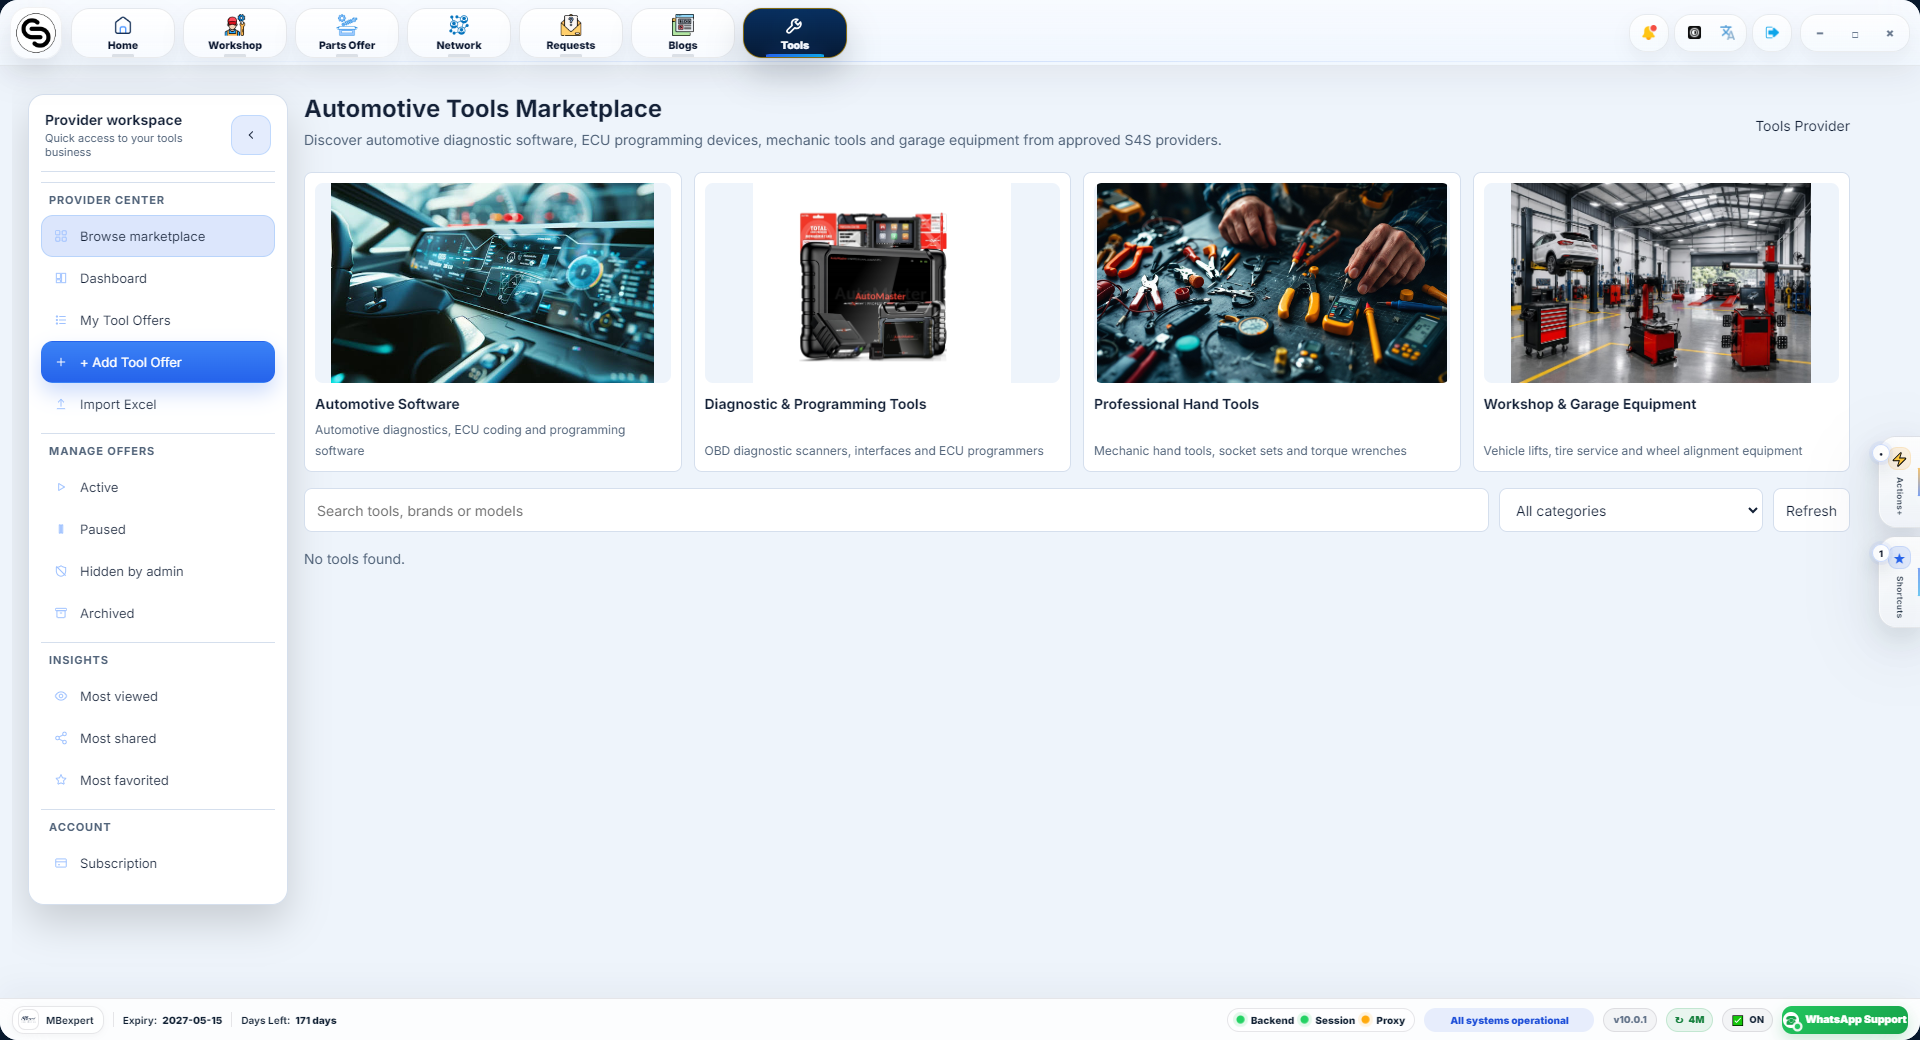 Home
Workshop
Parts Offer
Network
Requests
Blogs
Tools
Provider workspace
Quick access to your tools
business
PROVIDER CENTER
Browse marketplace
Dashboard
My Tool Offers
+ Add Tool Offer
Import Excel
MANAGE OFFERS
Active
Paused
Hidden by admin
Archived
INSIGHTS
Most viewed
Most shared
Most favorited
ACCOUNT
Subscription
Automotive Tools Marketplace
Discover automotive diagnostic software, ECU programming devices, mechanic tools and garage equipment from approved S4S providers.
Tools Provider
TOTAL
AutoMaster
Automotive Software
Automotive diagnostics, ECU coding and programming
software
Diagnostic & Programming Tools
OBD diagnostic scanners, interfaces and ECU programmers
Professional Hand Tools
Mechanic hand tools, socket sets and torque wrenches
Workshop & Garage Equipment
Vehicle lifts, tire service and wheel alignment equipment
Search tools, brands or models
All categories
Refresh
No tools found.
Actions+
1
Shortcuts
MBexpert
Expiry: 2027-05-15
Days Left: 171 days
Backend
Session
Proxy
All systems operational
v10.0.1
4M
ON
WhatsApp Support